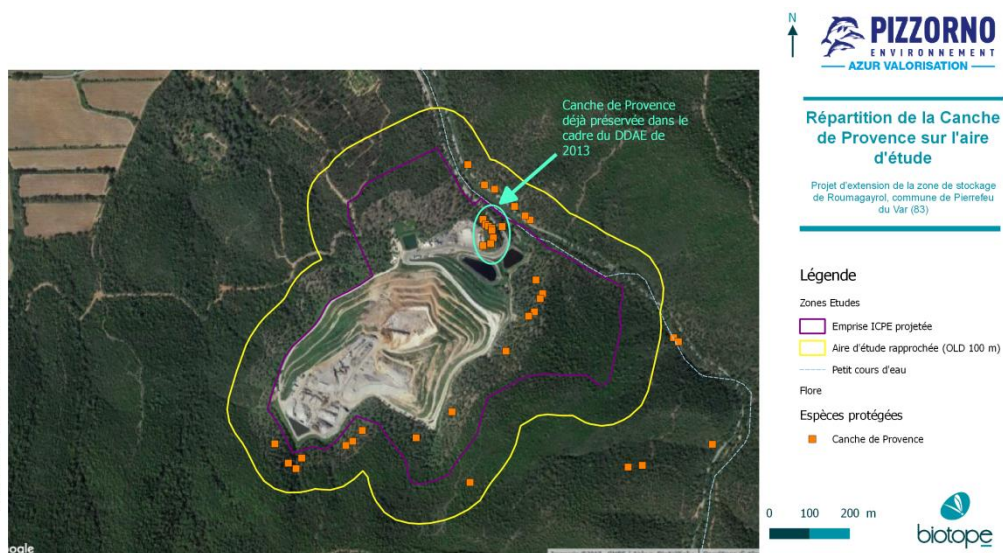 N
PIZZORNO
ENVIRONNEMENT
AZUR VALORISATION
Répartition de la Canche
de Provence sur l'aire
d'étude
Projet d'extension de la zone de stockage
de Roumagayrol, commune de Pierrefeu
du Var (83)
Canche de Provence
déjà préservée dans le
cadre du DDAE de
2013
Légende
Zones Etudes
Emprise ICPE projetée
Aire d'étude rapprochée (OLD 100 m)
Petit cours d'eau
Flore
Espèces protégées
Canche de Provence
0 100 200 m
biotope
ogle